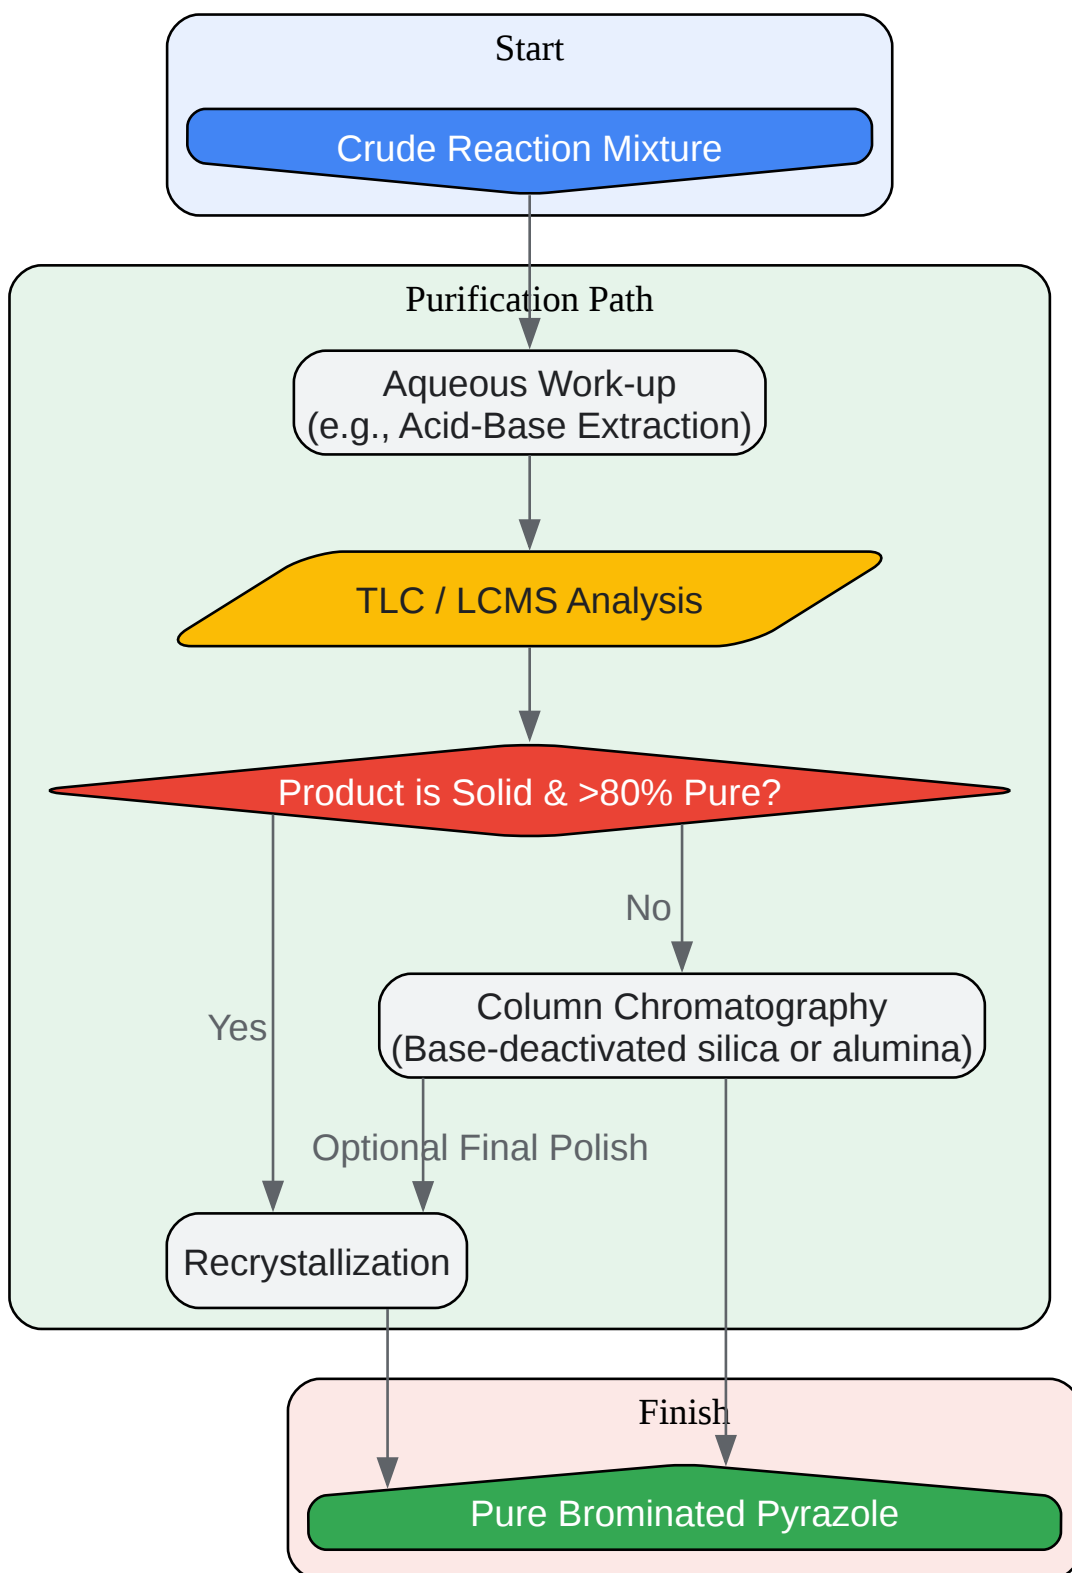 Start
Crude Reaction Mixture
Purification Path
Aqueous Work-up
(e.g., Acid-Base Extraction)
TLC / LCMS Analysis
Product is Solid & >80% Pure?
No
Column Chromatography
(Base-deactivated silica or alumina)
Yes
Optional Final Polish
Recrystallization
Finish
Pure Brominated Pyrazole